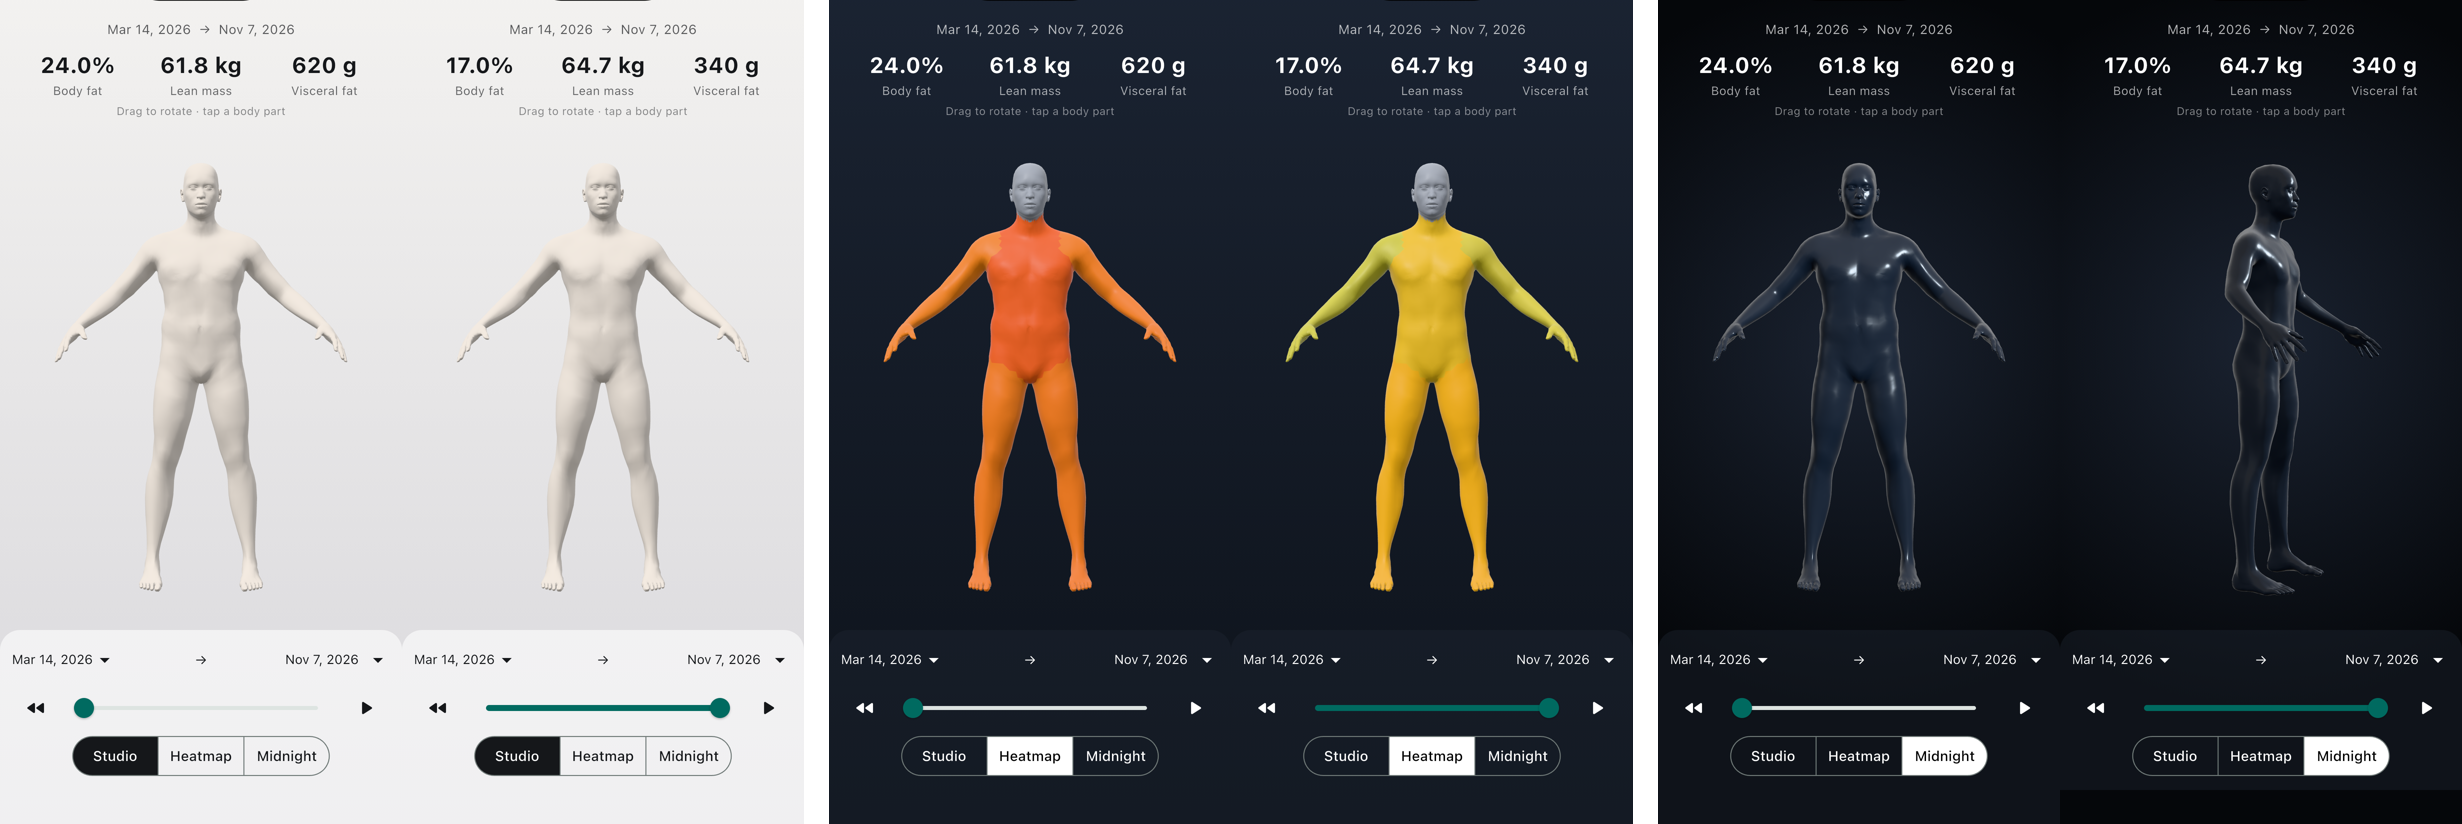 Mar 14, 2026 → Nov 7, 2026
24.0% 61.8 kg 620 g
Body fat Lean mass Visceral fat
Drag to rotate · tap a body part
Mar 14, 2026 → Nov 7, 2026
Studio Heatmap Midnight
Mar 14, 2026 → Nov 7, 2026
17.0% 64.7 kg 340 g
Body fat Lean mass Visceral fat
Drag to rotate · tap a body part
Mar 14, 2026 → Nov 7, 2026
Studio Heatmap Midnight
Mar 14, 2026 → Nov 7, 2026
24.0% 61.8 kg 620 g
Body fat Lean mass Visceral fat
Drag to rotate · tap a body part
Mar 14, 2026 → Nov 7, 2026
Studio Heatmap Midnight
Mar 14, 2026 → Nov 7, 2026
17.0% 64.7 kg 340 g
Body fat Lean mass Visceral fat
Drag to rotate · tap a body part
Mar 14, 2026 → Nov 7, 2026
Studio Heatmap Midnight
Mar 14, 2026 → Nov 7, 2026
24.0% 61.8 kg 620 g
Body fat Lean mass Visceral fat
Drag to rotate · tap a body part
Mar 14, 2026 → Nov 7, 2026
Studio Heatmap Midnight
Mar 14, 2026 → Nov 7, 2026
17.0% 64.7 kg 340 g
Body fat Lean mass Visceral fat
Drag to rotate · tap a body part
Mar 14, 2026 → Nov 7, 2026
Studio Heatmap Midnight